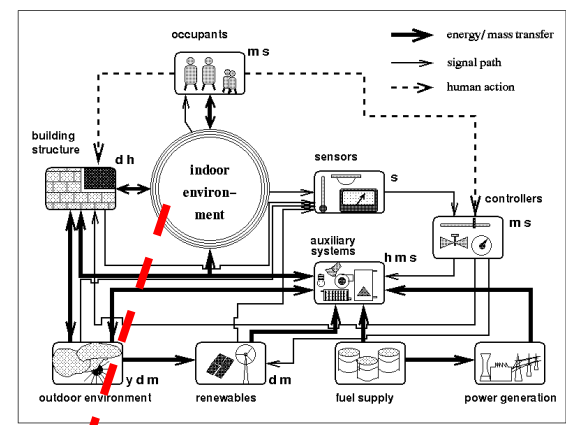 occupants
m s
energy/ mass transfer
signal path
human action
building
structure
d h
indoor
environ–
ment
sensors
s
controllers
m s
auxiliary
systems
h m s
y d m
outdoor environment
d m
renewables
fuel supply
power generation